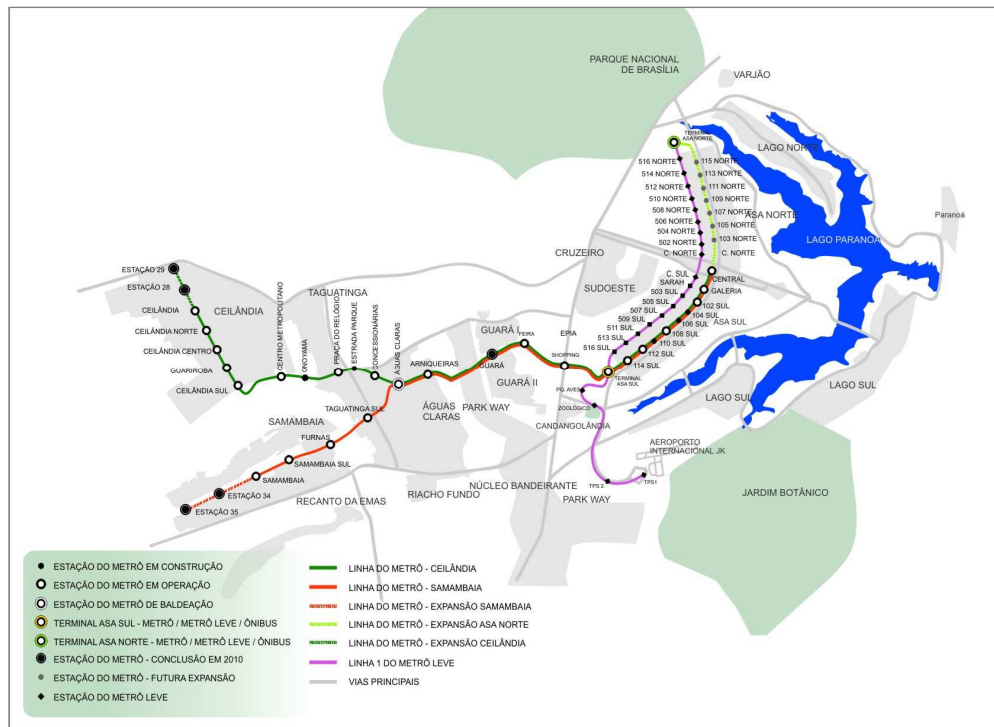 PARQUE NACIONAL
DE BRASÍLIA
VARJÃO
TERMINAL
ASA NORTE
LAGO NORTE
516 NORTE
514 NORTE
512 NORTE
510 NORTE
508 NORTE
506 NORTE
504 NORTE
502 NORTE
C. NORTE
115 NORTE
113 NORTE
111 NORTE
109 NORTE
107 NORTE
105 NORTE
103 NORTE
C. NORTE
ASA NORTE
LAGO PARANOÁ
Paranoá
CRUZEIRO
SUDOESTE
C. SUL
SARAH
503 SUL
505 SUL
507 SUL
509 SUL
511 SUL
513 SUL
516 SUL
CENTRAL
GALERIA
102 SUL
104 SUL
106 SUL
108 SUL
110 SUL
112 SUL
114 SUL
ASA SUL
TERMINAL
ASA SUL
LAGO SUL
LAGO SUL
ESTAÇÃO 29
ESTAÇÃO 28
CEILÂNDIA
CEILÂNDIA
CEILÂNDIA NORTE
CEILÂNDIA CENTRO
GUARIROBA
CEILÂNDIA SUL
TAGUATINGA
CENTRO METROPOLITANO
ONOYAMA
PRAÇA DO RELÓGIO
ESTRADA PARQUE
CONCESSIONÁRIAS
ÁGUAS CLARAS
ARNIQUEIRAS
GUARÁ I
FEIRA
GUARÁ
GUARÁ II
EPIA
SHOPPING
PQ. AVES
ZOOLÓGICO
CANDANGOLÂNDIA
ÁGUAS
CLARAS
PARK WAY
TAGUATINGA SUL
SAMAMBAIA
FURNAS
SAMAMBAIA SUL
SAMAMBAIA
ESTAÇÃO 34
ESTAÇÃO 35
RECANTO DA EMAS
RIACHO FUNDO
NÚCLEO BANDEIRANTE
PARK WAY
AEROPORTO
INTERNACIONAL JK
TPS 2
TPS1
JARDIM BOTÂNICO
ESTAÇÃO DO METRÔ EM CONSTRUÇÃO
ESTAÇÃO DO METRÔ EM OPERAÇÃO
ESTAÇÃO DO METRÔ DE BALDEAÇÃO
TERMINAL ASA SUL - METRÔ / METRÔ LEVE / ÔNIBUS
TERMINAL ASA NORTE - METRÔ / METRÔ LEVE / ÔNIBUS
ESTAÇÃO DO METRÔ - CONCLUSÃO EM 2010
ESTAÇÃO DO METRÔ - FUTURA EXPANSÃO
ESTAÇÃO DO METRÔ LEVE
LINHA DO METRÔ - CEILÂNDIA
LINHA DO METRÔ - SAMAMBAIA
LINHA DO METRÔ - EXPANSÃO SAMAMBAIA
LINHA DO METRÔ - EXPANSÃO ASA NORTE
LINHA DO METRÔ - EXPANSÃO CEILÂNDIA
LINHA 1 DO METRÔ LEVE
VIAS PRINCIPAIS